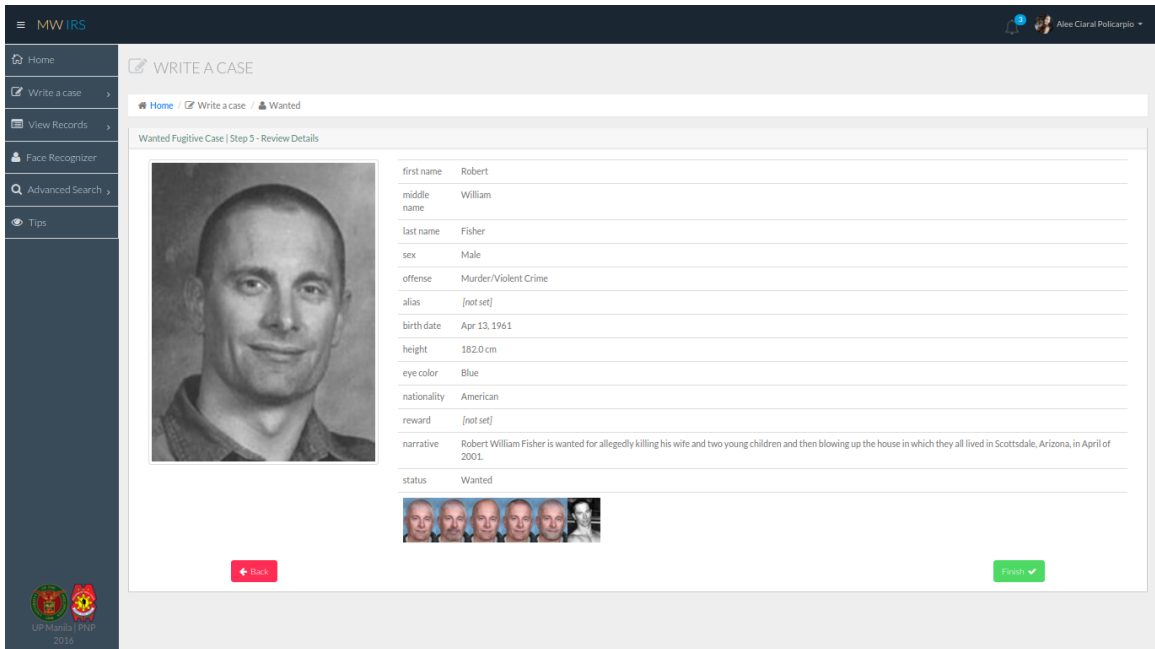 MWIRS
3
Alee Ciaral Policarpio
Home
Write a case
View Records
Face Recognizer
Advanced Search
Tips
WRITE A CASE
Home / Write a case / Wanted
Wanted Fugitive Case | Step 5 - Review Details
first name Robert
middle name William
last name Fisher
sex Male
offense Murder/Violent Crime
alias [not set]
birth date Apr 13, 1961
height 182.0 cm
eye color Blue
nationality American
reward [not set]
narrative Robert William Fisher is wanted for allegedly killing his wife and two young children and then blowing up the house in which they all lived in Scottsdale, Arizona, in April of
2001.
status Wanted
Back
Finish
UP Manila | PNP
2016